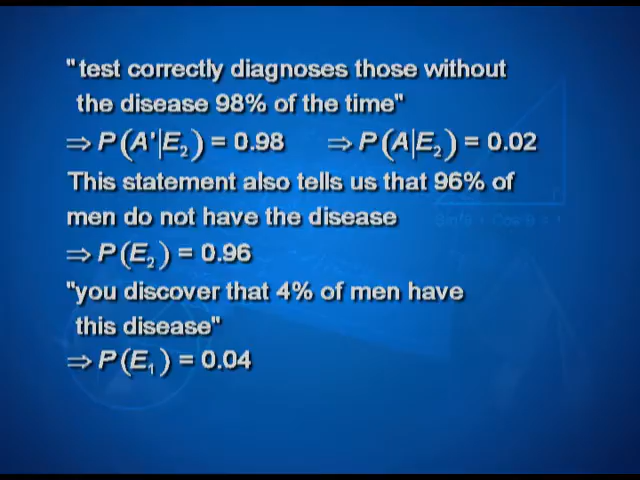 "test correctly diagnoses those without
the disease 98% of the time"
⇒ P(A'|E₂) = 0.98 ⇒ P(A|E₂) = 0.02
This statement also tells us that 96% of
men do not have the disease
⇒ P(E₂) = 0.96
"you discover that 4% of men have
this disease"
⇒ P(E₁) = 0.04